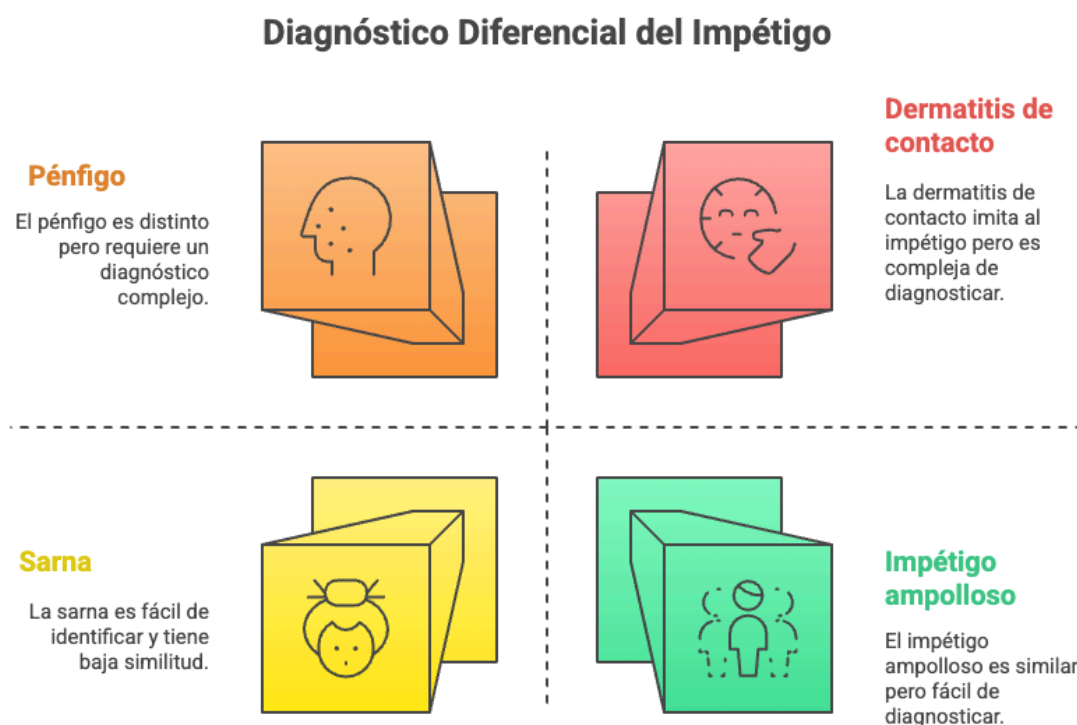 Diagnóstico Diferencial del Impétigo
Pénfigo
El pénfigo es distinto
pero requiere un
diagnóstico
complejo.
Dermatitis de
contacto
La dermatitis de
contacto imita al
impétigo pero es
compleja de
diagnosticar.
Sarna
La sarna es fácil de
identificar y tiene
baja similitud.
Impétigo
ampolloso
El impétigo
ampolloso es similar
pero fácil de
diagnosticar.